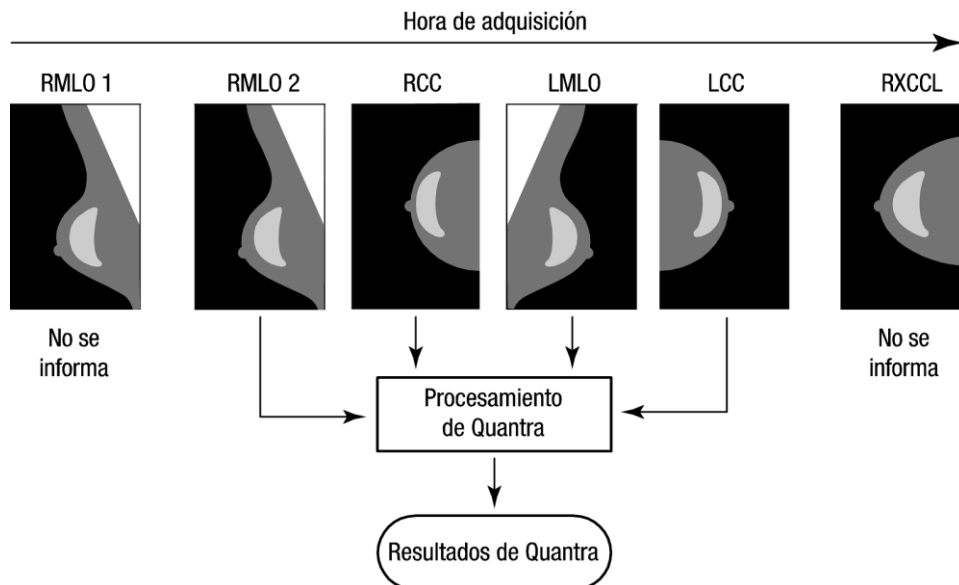 Hora de adquisición
RMLO 1 RMLO 2 RCC LMLO LCC RXCCL
No se
informa
No se
informa
Procesamiento
de Quantra
Resultados de Quantra